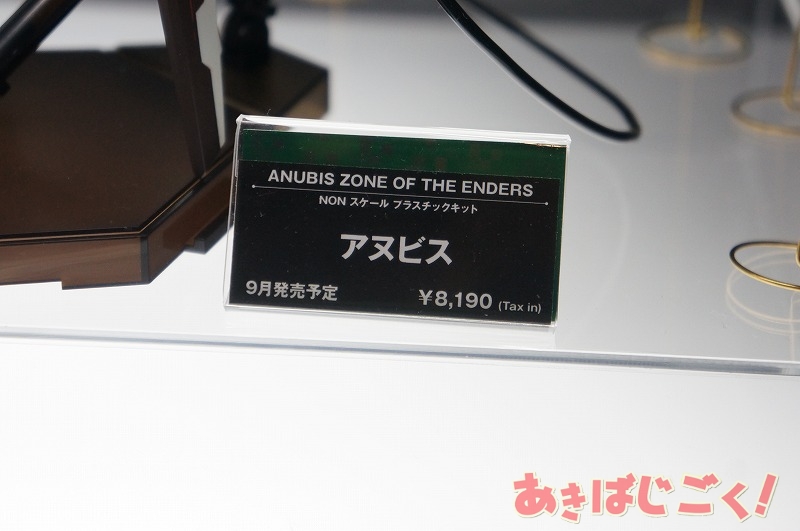 ANUBIS ZONE OF THE ENDERS
NON スケール プラスチックキット
アヌビス
9月発売予定 ¥8,190 (Tax in)
あきばじごく!